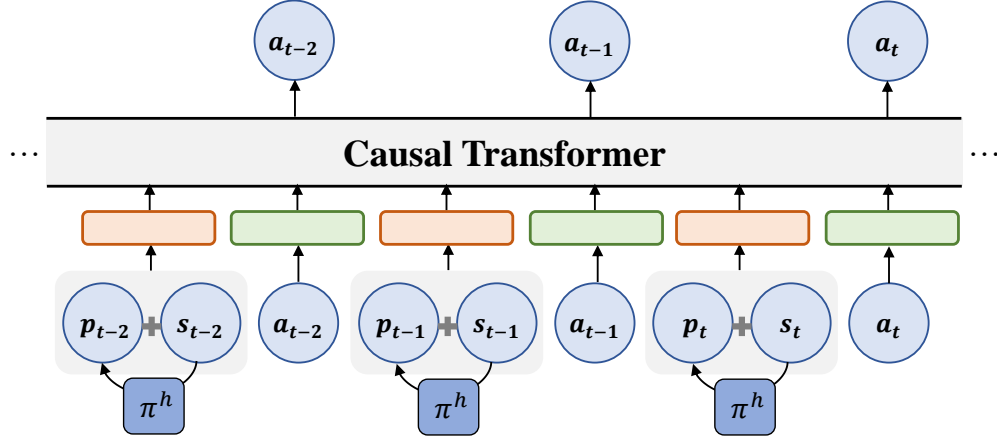 a_{t−2} a_{t−1} a_t
··· Causal Transformer ···
p_{t−2} + s_{t−2} a_{t−2} p_{t−1} + s_{t−1} a_{t−1} p_t + s_t a_t
π^h π^h π^h